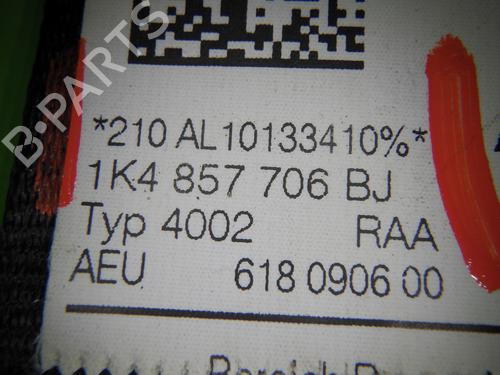 B-PARTS
*210 AL10133410%*
1K4 857 706 BJ
Typ 4002 RAA
AEU 618 0906 00